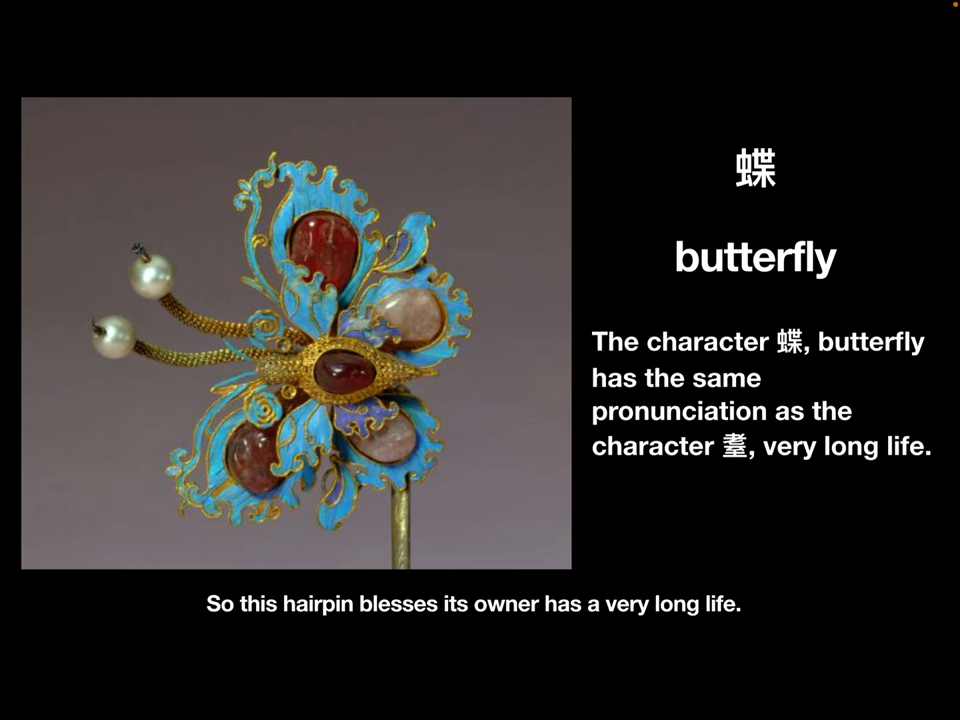 蝶
butterfly
The character 蝶, butterfly
has the same
pronunciation as the
character 耋, very long life.
So this hairpin blesses its owner has a very long life.